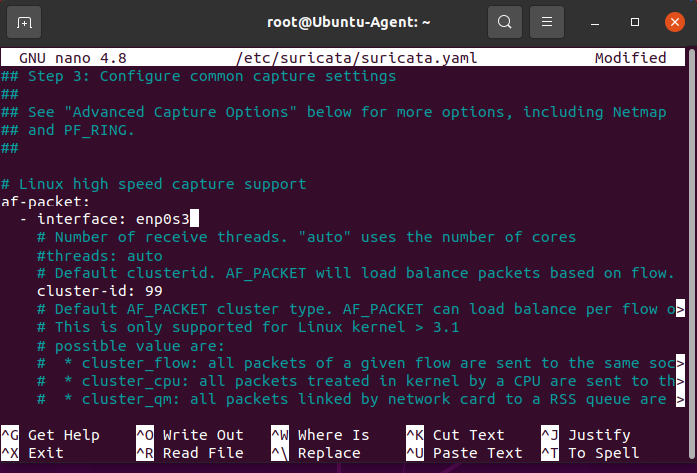 root@Ubuntu-Agent: ~
GNU nano 4.8 /etc/suricata/suricata.yaml Modified
## Step 3: Configure common capture settings
##
## See "Advanced Capture Options" below for more options, including Netmap
## and PF_RING.
##
# Linux high speed capture support
af-packet:
  - interface: enp0s3
    # Number of receive threads. "auto" uses the number of cores
    #threads: auto
    # Default clusterid. AF_PACKET will load balance packets based on flow.
    cluster-id: 99
    # Default AF_PACKET cluster type. AF_PACKET can load balance per flow o>
    # This is only supported for Linux kernel > 3.1
    # possible value are:
    #  * cluster_flow: all packets of a given flow are sent to the same soc>
    #  * cluster_cpu: all packets treated in kernel by a CPU are sent to th>
    #  * cluster_qm: all packets linked by network card to a RSS queue are >
^G Get Help ^O Write Out ^W Where Is ^K Cut Text ^J Justify
^X Exit ^R Read File ^\ Replace ^U Paste Text ^T To Spell